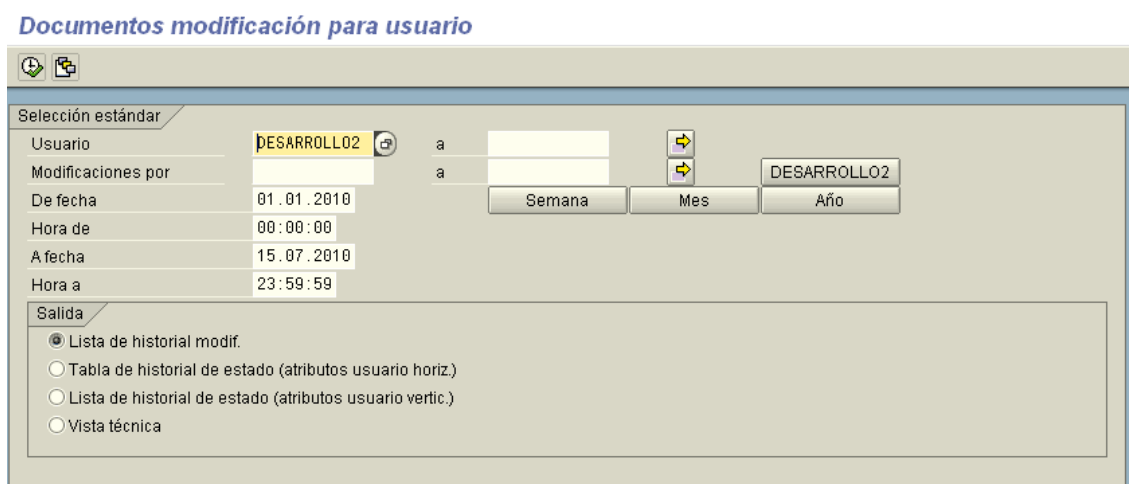 Documentos modificación para usuario
Selección estándar
Usuario DESARROLLO2 a
Modificaciones por a DESARROLLO2
De fecha 01.01.2010 Semana Mes Año
Hora de 00:00:00
A fecha 15.07.2010
Hora a 23:59:59
Salida
Lista de historial modif.
Tabla de historial de estado (atributos usuario horiz.)
Lista de historial de estado (atributos usuario vertic.)
Vista técnica